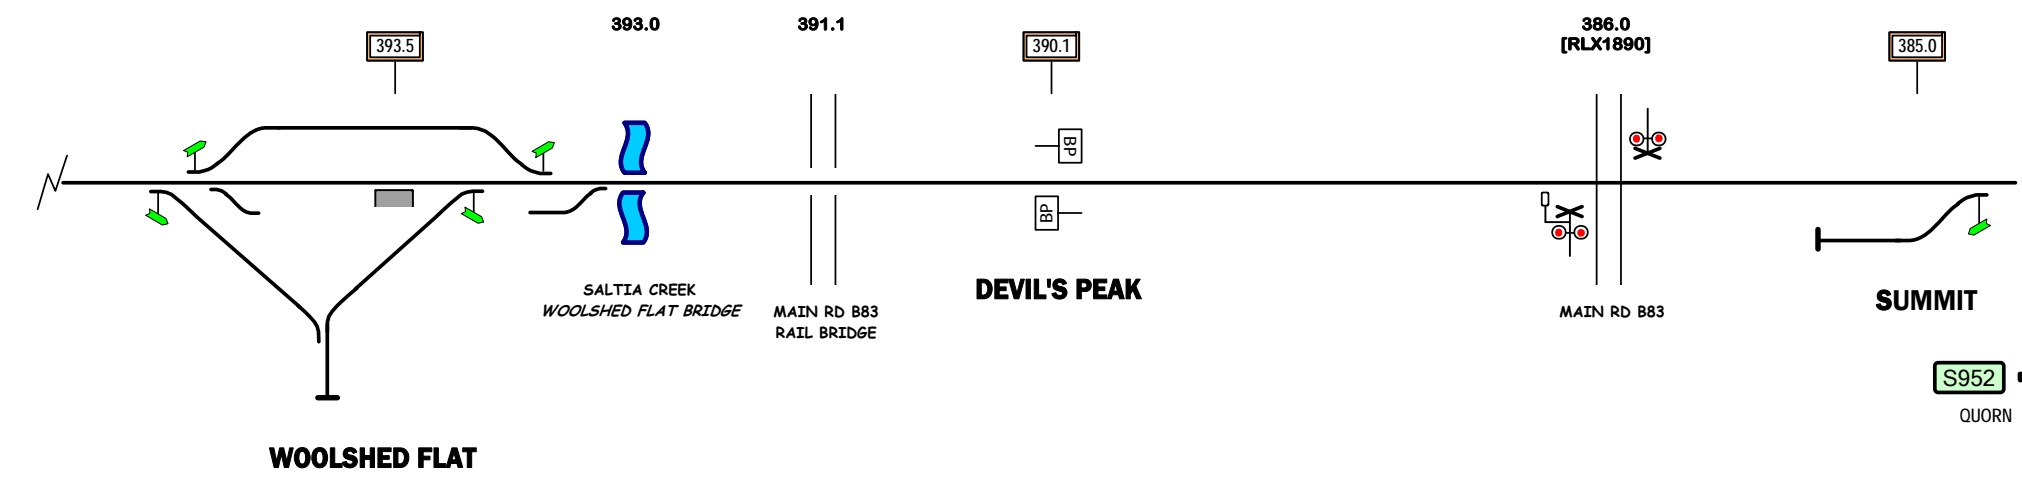 393.0
391.1
386.0
[RLX1890]
393.5
390.1
385.0
BP
BP
SALTIA CREEK
WOOLSHED FLAT BRIDGE
MAIN RD B83
RAIL BRIDGE
DEVIL'S PEAK
MAIN RD B83
SUMMIT
S952
QUORN
WOOLSHED FLAT